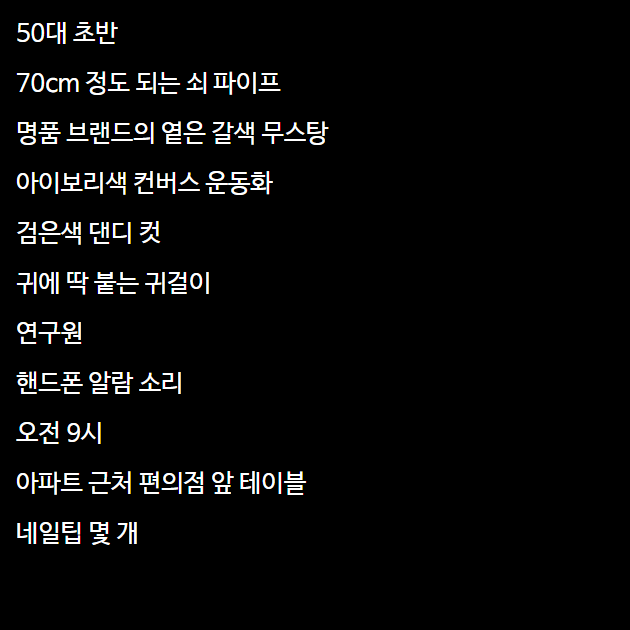 50대 초반
70cm 정도 되는 쇠 파이프
명품 브랜드의 옅은 갈색 무스탕
아이보리색 컨버스 운동화
검은색 댄디 컷
귀에 딱 붙는 귀걸이
연구원
핸드폰 알람 소리
오전 9시
아파트 근처 편의점 앞 테이블
네일팁 몇 개